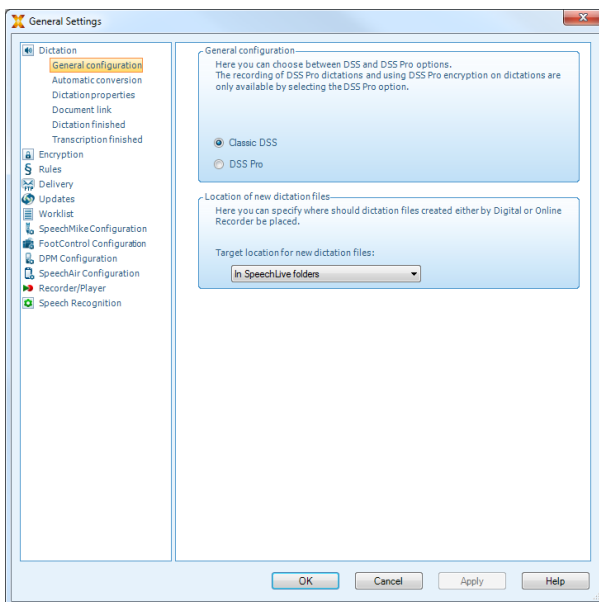 General Settings
Dictation
General configuration
Automatic conversion
Dictation properties
Document link
Dictation finished
Transcription finished
Encryption
Rules
Delivery
Updates
Worklist
SpeechMike Configuration
FootControl Configuration
DPM Configuration
SpeechAir Configuration
Recorder/Player
Speech Recognition
General configuration
Here you can choose between DSS and DSS Pro options.
The recording of DSS Pro dictations and using DSS Pro encryption on dictations are
only available by selecting the DSS Pro option.
Classic DSS
DSS Pro
Location of new dictation files
Here you can specify where should dictation files created either by Digital or Online
Recorder be placed.
Target location for new dictation files:
In SpeechLive folders
OK Cancel Apply Help